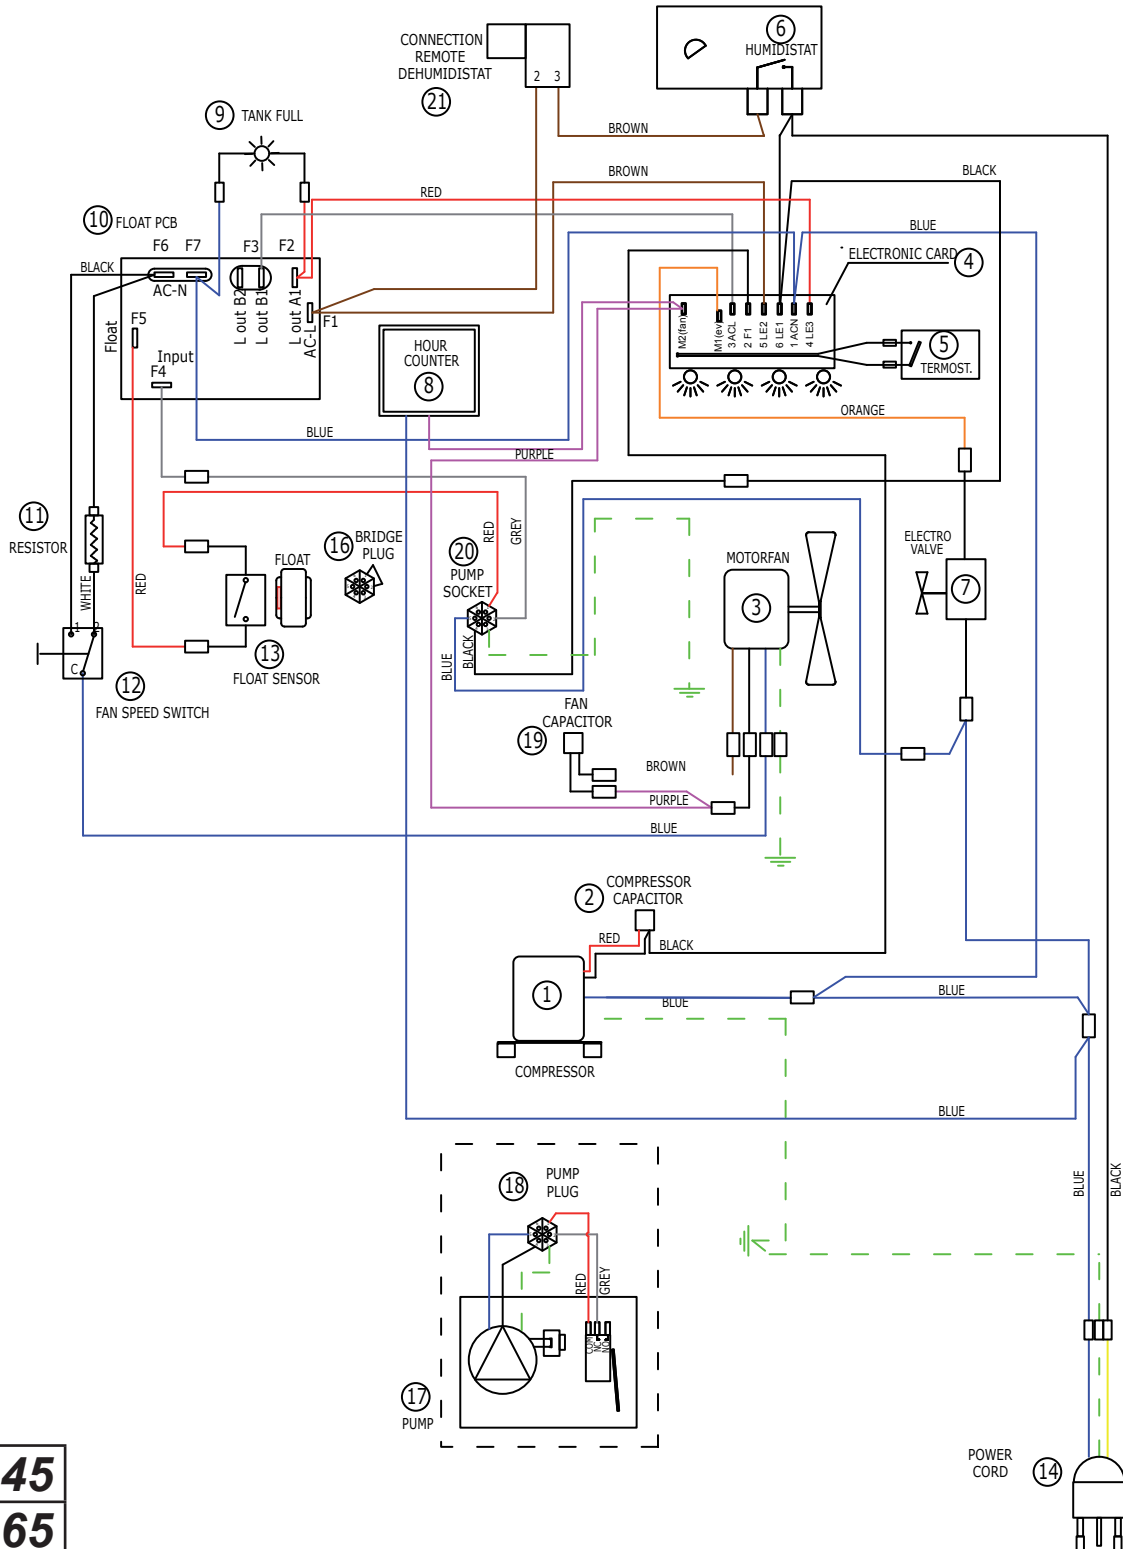 CONNECTION
REMOTE
DEHUMIDISTAT
21
2 3
6
HUMIDISTAT
9 TANK FULL
BROWN
BROWN
BLACK
RED
10 FLOAT PCB
BLUE
F6 F7 F3 F2
ELECTRONIC CARD 4
BLACK
AC-N
L out B2
L out B1
L out A1
AC-L
F1
Float
F5
Input
F4
M2(fan)
M1(ev)
3 ACL
2 F1
5 LE2
6 LE1
1 ACN
4 LE3
HOUR
COUNTER
8
5
TERMOST.
ORANGE
BLUE
PURPLE
11
RESISTOR
WHITE
RED
RED
GREY
16 BRIDGE
PLUG
FLOAT
20
PUMP
SOCKET
MOTORFAN
3
ELECTRO
VALVE
7
1 2
C
12
FAN SPEED SWITCH
13
FLOAT SENSOR
BLUE
BLACK
FAN
CAPACITOR
19
BROWN
PURPLE
BLUE
COMPRESSOR
CAPACITOR
2
RED
BLACK
1
BLUE
BLUE
COMPRESSOR
BLUE
18
PUMP
PLUG
BLUE
BLACK
RED
GREY
COM
NC
NO
17
PUMP
POWER
CORD
14
45
65